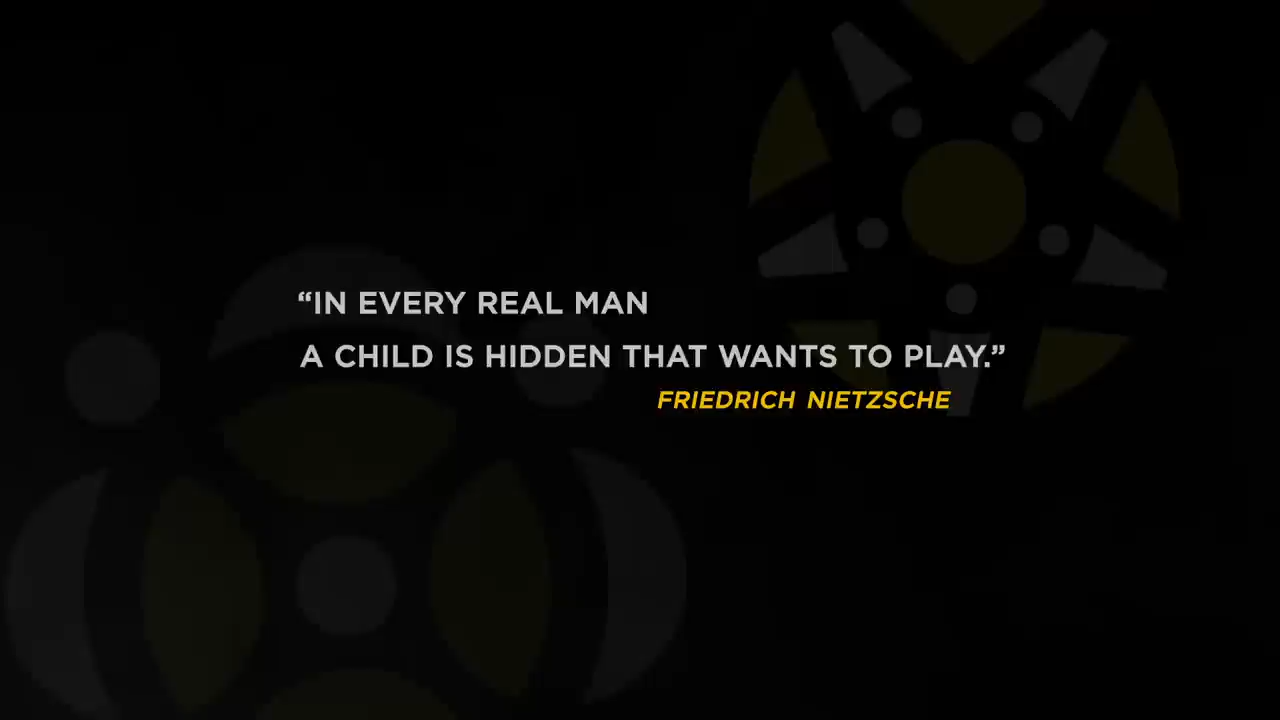 “IN EVERY REAL MAN
A CHILD IS HIDDEN THAT WANTS TO PLAY.”
FRIEDRICH NIETZSCHE